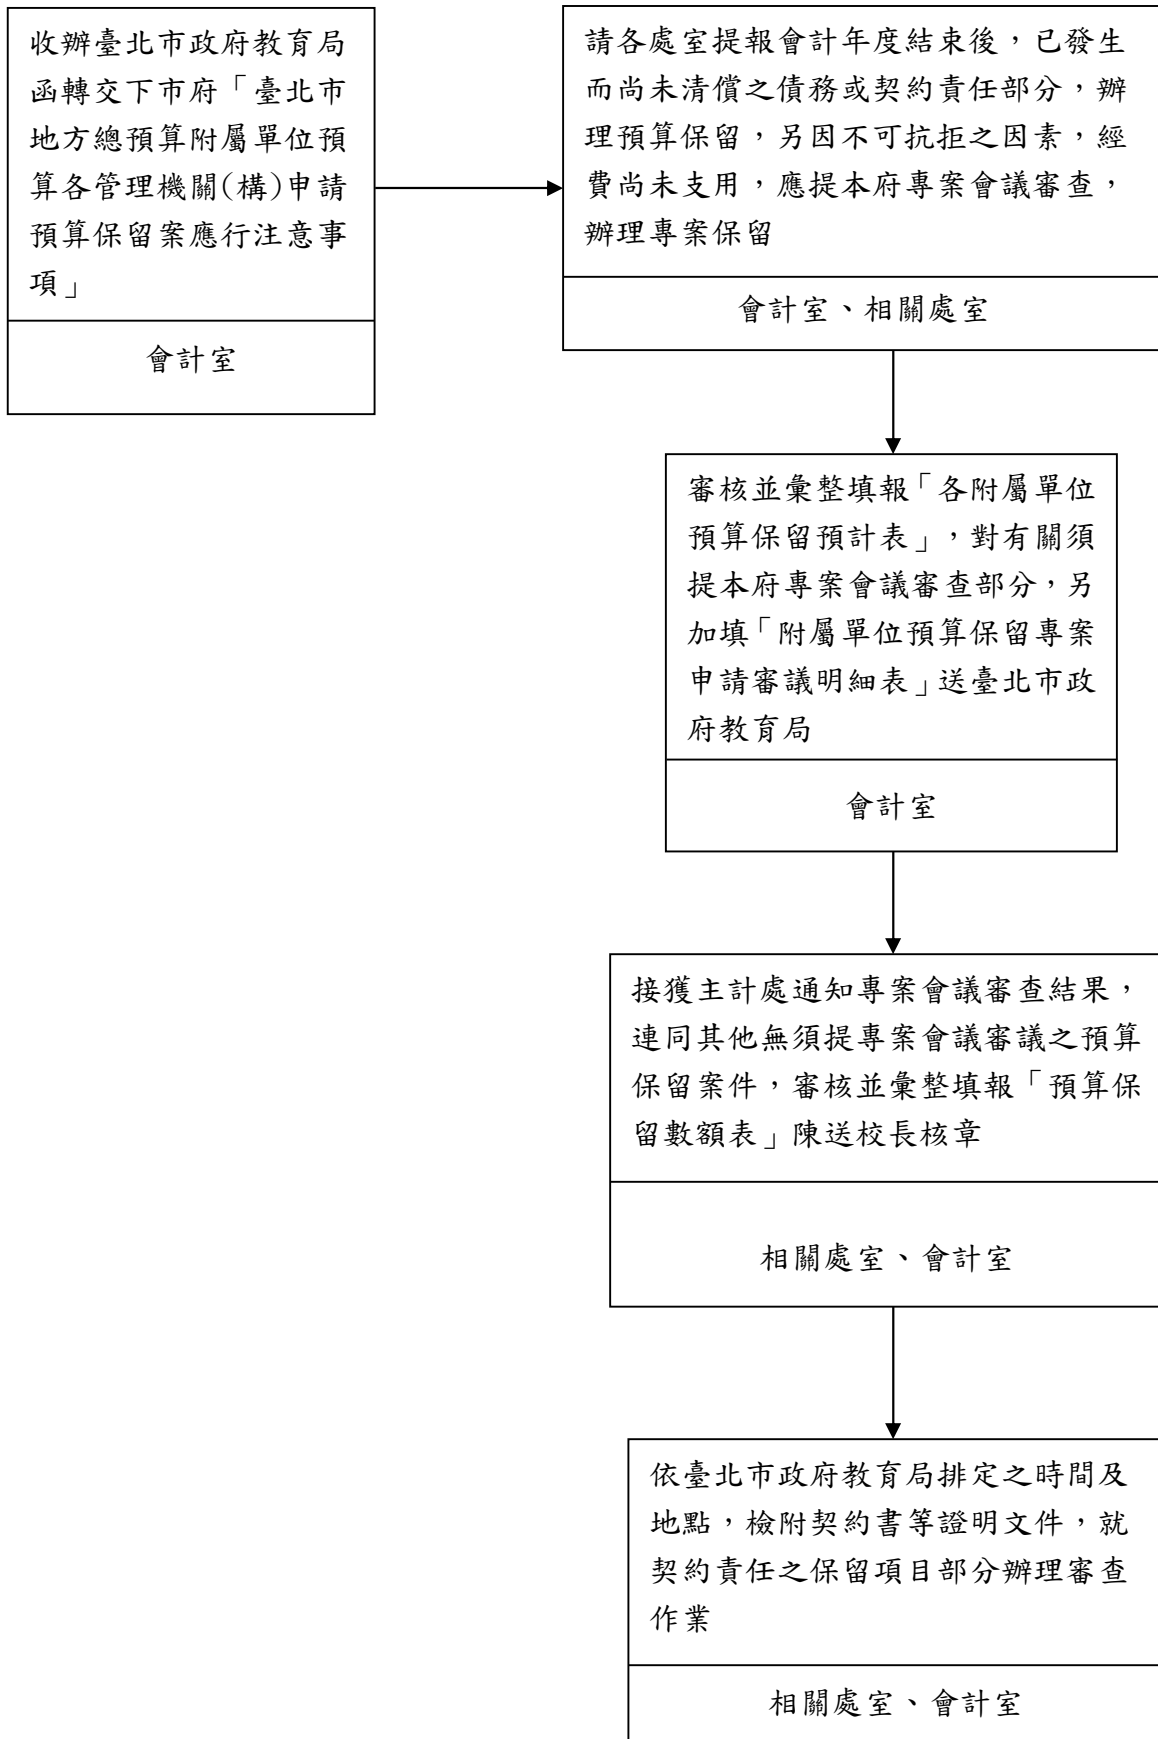 收辦臺北市政府教育局
函轉交下市府「臺北市
地方總預算附屬單位預
算各管理機關(構)申請
預算保留案應行注意事
項」
會計室
請各處室提報會計年度結束後，已發生
而尚未清償之債務或契約責任部分，辦
理預算保留，另因不可抗拒之因素，經
費尚未支用，應提本府專案會議審查，
辦理專案保留
會計室、相關處室
審核並彙整填報「各附屬單位
預算保留預計表」，對有關須
提本府專案會議審查部分，另
加填「附屬單位預算保留專案
申請審議明細表」送臺北市政
府教育局
會計室
接獲主計處通知專案會議審查結果，
連同其他無須提專案會議審議之預算
保留案件，審核並彙整填報「預算保
留數額表」陳送校長核章
相關處室、會計室
依臺北市政府教育局排定之時間及
地點，檢附契約書等證明文件，就
契約責任之保留項目部分辦理審查
作業
相關處室、會計室